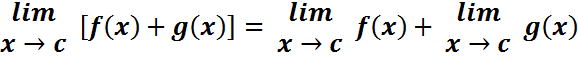 lim [f(x) + g(x)] = lim f(x) + lim g(x)
x → c x → c x → c